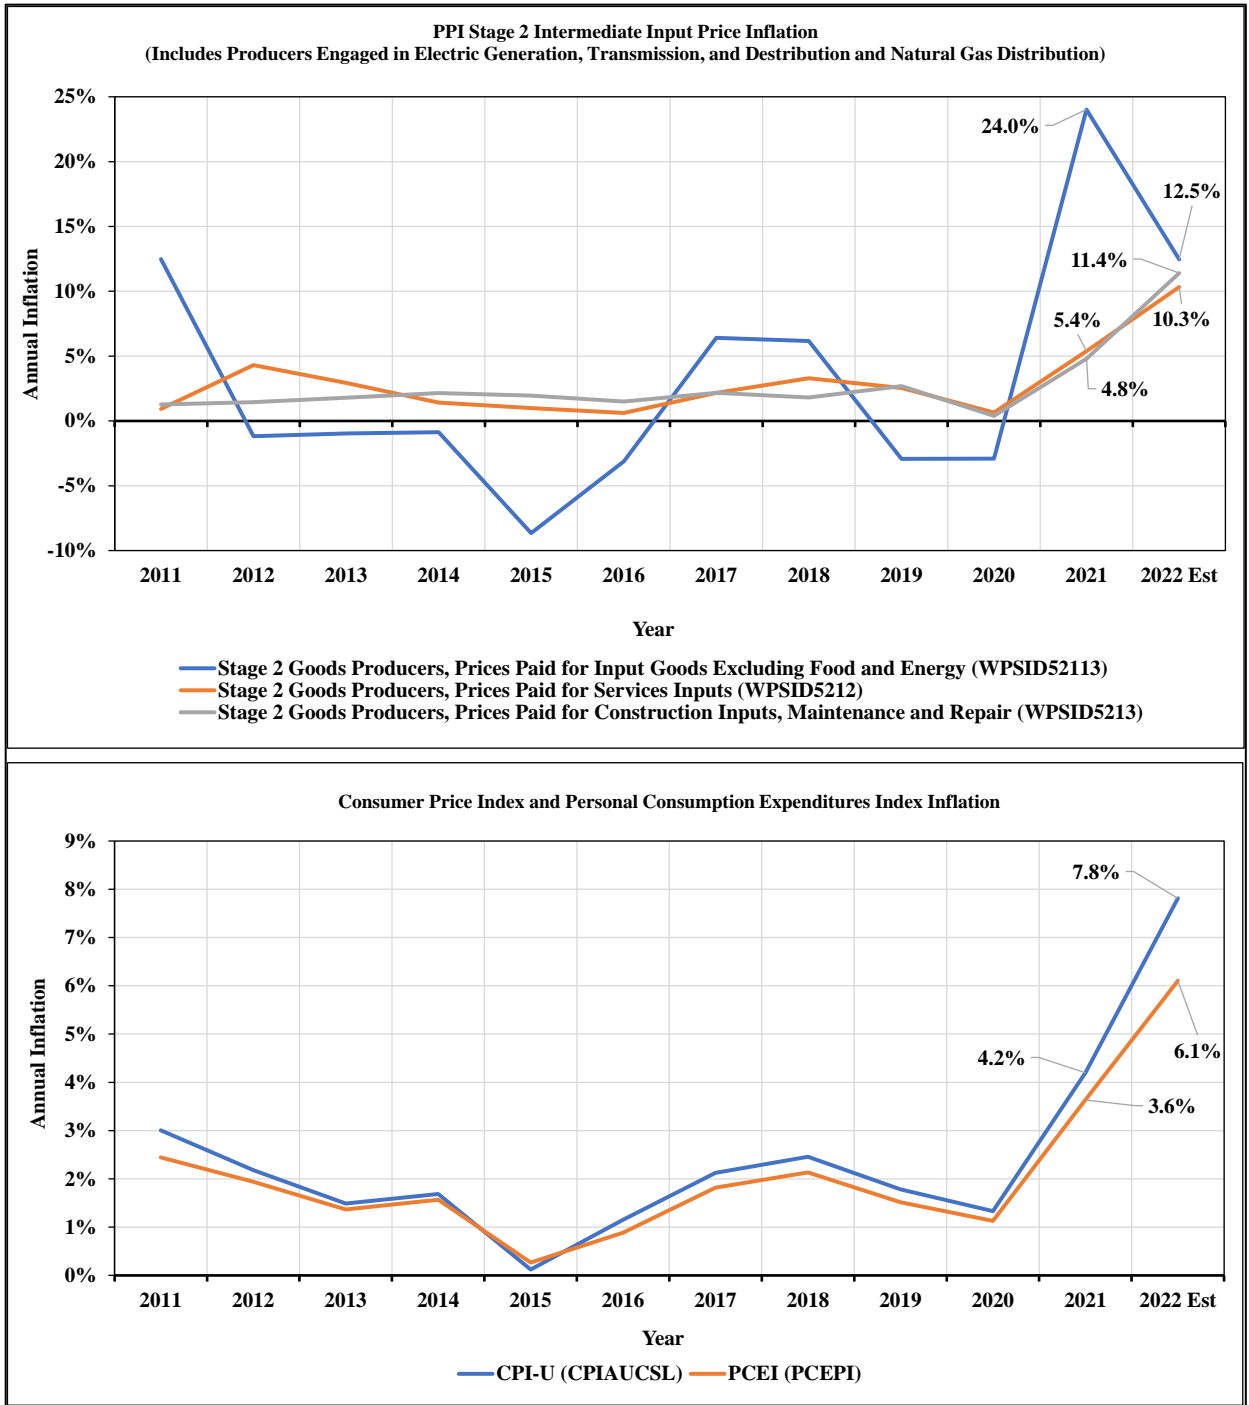 PPI Stage 2 Intermediate Input Price Inflation
(Includes Producers Engaged in Electric Generation, Transmission, and Destribution and Natural Gas Distribution)
25%
20%
15%
10%
5%
0%
-5%
-10%
Annual Inflation
24.0%
12.5%
11.4%
5.4%
10.3%
4.8%
2011 2012 2013 2014 2015 2016 2017 2018 2019 2020 2021 2022 Est
Year
Stage 2 Goods Producers, Prices Paid for Input Goods Excluding Food and Energy (WPSID52113)
Stage 2 Goods Producers, Prices Paid for Services Inputs (WPSID5212)
Stage 2 Goods Producers, Prices Paid for Construction Inputs, Maintenance and Repair (WPSID5213)
Consumer Price Index and Personal Consumption Expenditures Index Inflation
9%
8%
7%
6%
5%
4%
3%
2%
1%
0%
Annual Inflation
7.8%
6.1%
4.2%
3.6%
2011 2012 2013 2014 2015 2016 2017 2018 2019 2020 2021 2022 Est
Year
CPI-U (CPIAUCSL) PCEI (PCEPI)